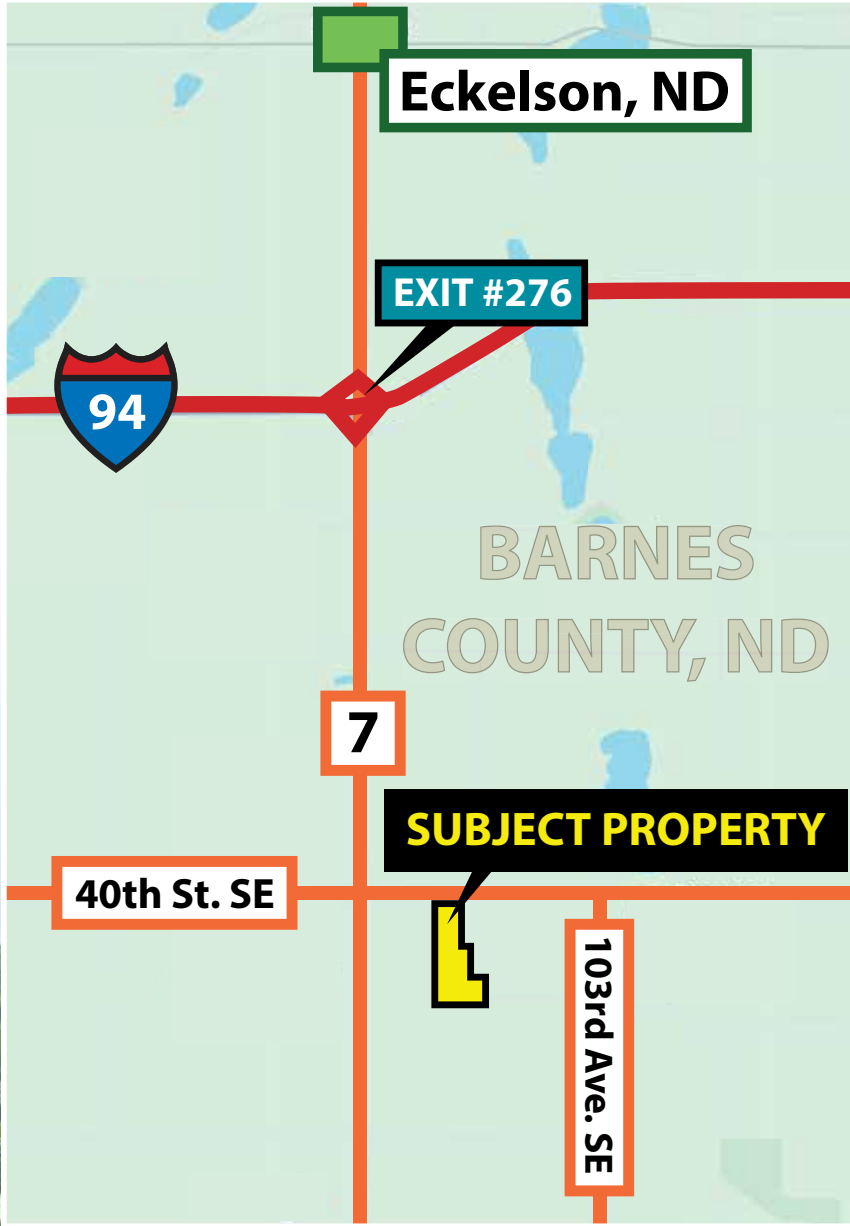 Eckelson, ND
EXIT #276
94
BARNES
COUNTY, ND
7
SUBJECT PROPERTY
40th St. SE
103rd Ave. SE